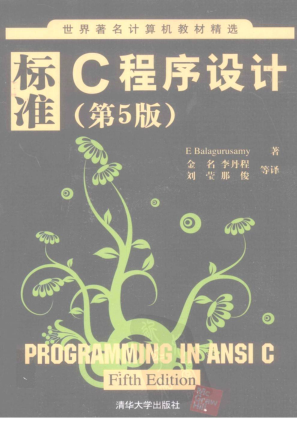 世界著名计算机教材精选
标准 C程序设计
（第5版）
E Balagurusamy 著
金名 李丹程
刘莹 那俊 等译
PROGRAMMING IN ANSI C
Fifth Edition
清华大学出版社